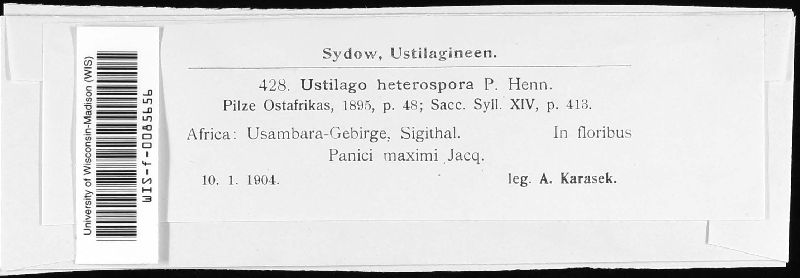 University of Wisconsin-Madison (WIS)
WIS-f-0085656
Sydow, Ustilagineen.
428. Ustilago heterospora P. Henn.
Pilze Ostafrikas, 1895, p. 48; Sacc. Syll. XIV, p. 413.
Africa: Usambara-Gebirge, Sigithal. In floribus
Panici maximi Jacq.
10. 1. 1904. leg. A. Karasek.